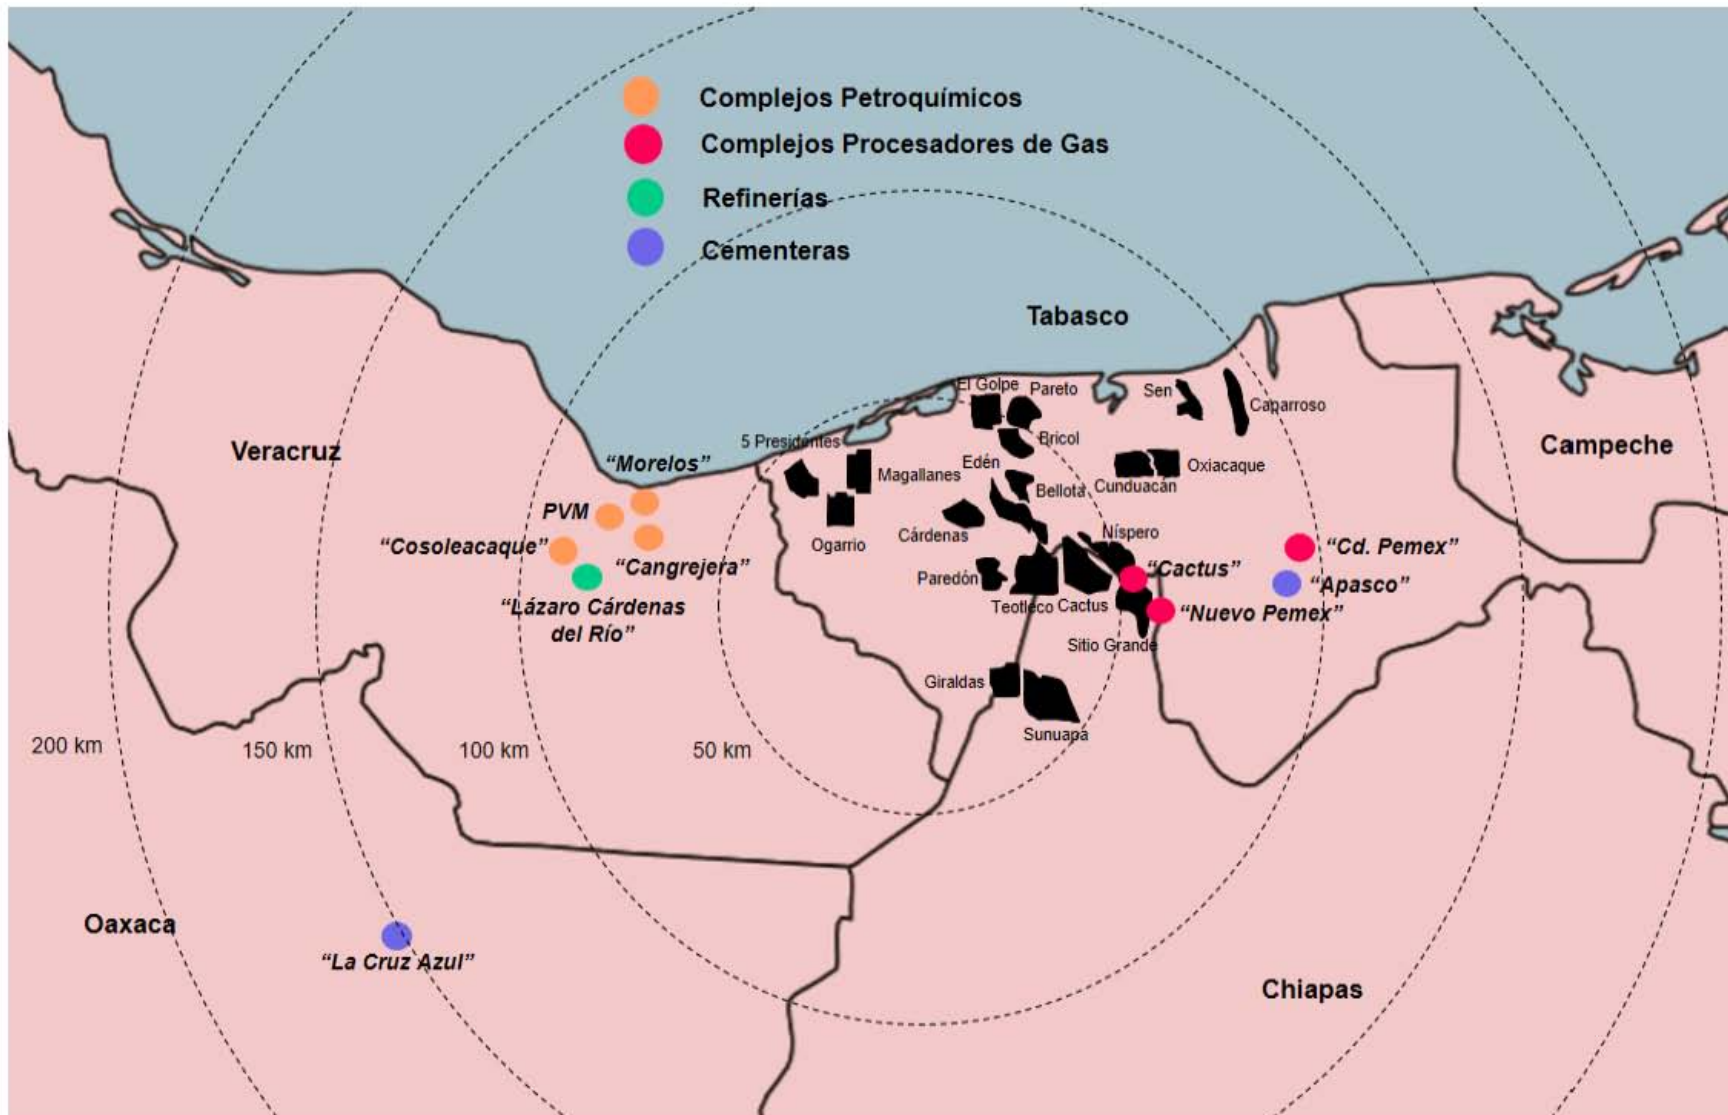 Complejos Petroquímicos
Complejos Procesadores de Gas
Refinerías
Cementeras
Tabasco
El Golpe
Pareto
Sen
Caparroso
5 Presidentes
Bricol
Veracruz
Campeche
“Morelos”
Magallanes
Edén
Bellota
Cunduacán
Oxiacaque
PVM
Ogarrio
Cárdenas
Níspero
“Cosoleacaque”
“Cangrejera”
“Cd. Pemex”
Paredón
“Cactus”
“Apasco”
“Lázaro Cárdenas
del Río”
Teotleco
Cactus
“Nuevo Pemex”
Sitio Grande
Giraldas
Sunuapa
200 km
150 km
100 km
50 km
Oaxaca
“La Cruz Azul”
Chiapas